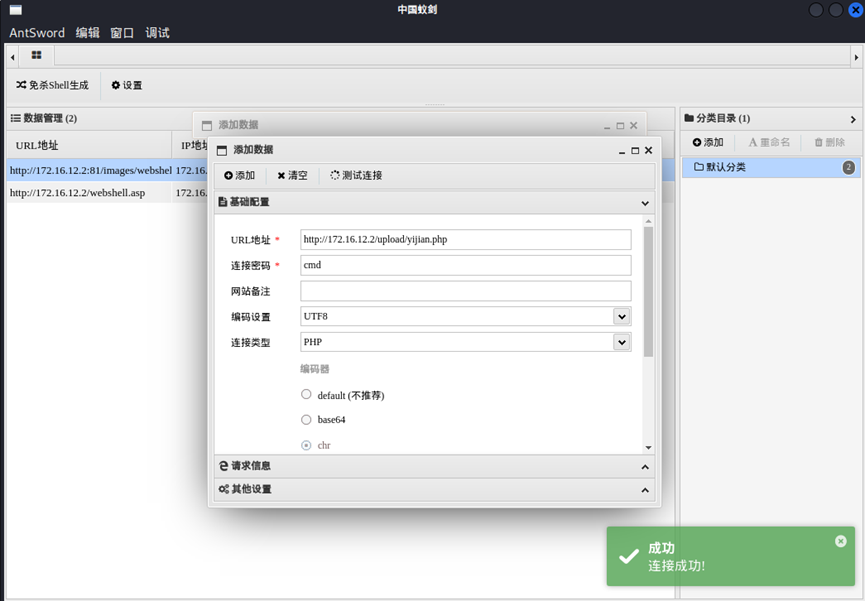 中国蚁剑
AntSword 编辑 窗口 调试
免杀Shell生成 设置
数据管理 (2)
URL地址 IP地
http://172.16.12.2:81/images/webshel 172.16.
http://172.16.12.2/webshell.asp 172.16.
添加数据
添加数据
添加 清空 测试连接
基础配置
URL地址 * http://172.16.12.2/upload/yijian.php
连接密码 * cmd
网站备注
编码设置 UTF8
连接类型 PHP
编码器
default (不推荐)
base64
chr
请求信息
其他设置
分类目录 (1)
添加 A 重命名 删除
默认分类 2
成功
连接成功!